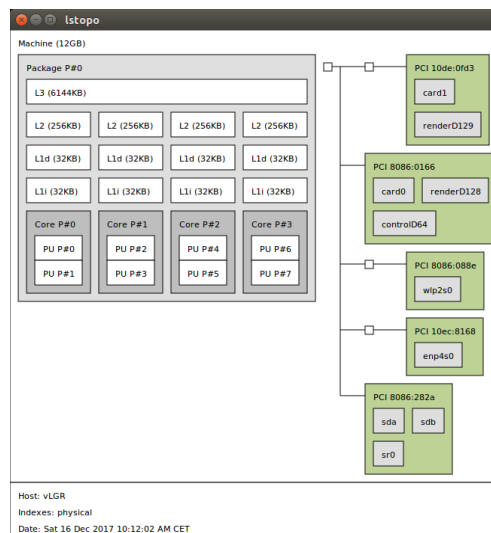 lstopo
Machine (12GB)
Package P#0
L3 (6144KB)
L2 (256KB) L2 (256KB) L2 (256KB) L2 (256KB)
L1d (32KB) L1d (32KB) L1d (32KB) L1d (32KB)
L1i (32KB) L1i (32KB) L1i (32KB) L1i (32KB)
Core P#0 Core P#1 Core P#2 Core P#3
PU P#0 PU P#2 PU P#4 PU P#6
PU P#1 PU P#3 PU P#5 PU P#7
PCI 10de:0fd3
card1
renderD129
PCI 8086:0166
card0 renderD128
controlD64
PCI 8086:088e
wlp2s0
PCI 10ec:8168
enp4s0
PCI 8086:282a
sda sdb
sr0
Host: vLGR
Indexes: physical
Date: Sat 16 Dec 2017 10:12:02 AM CET